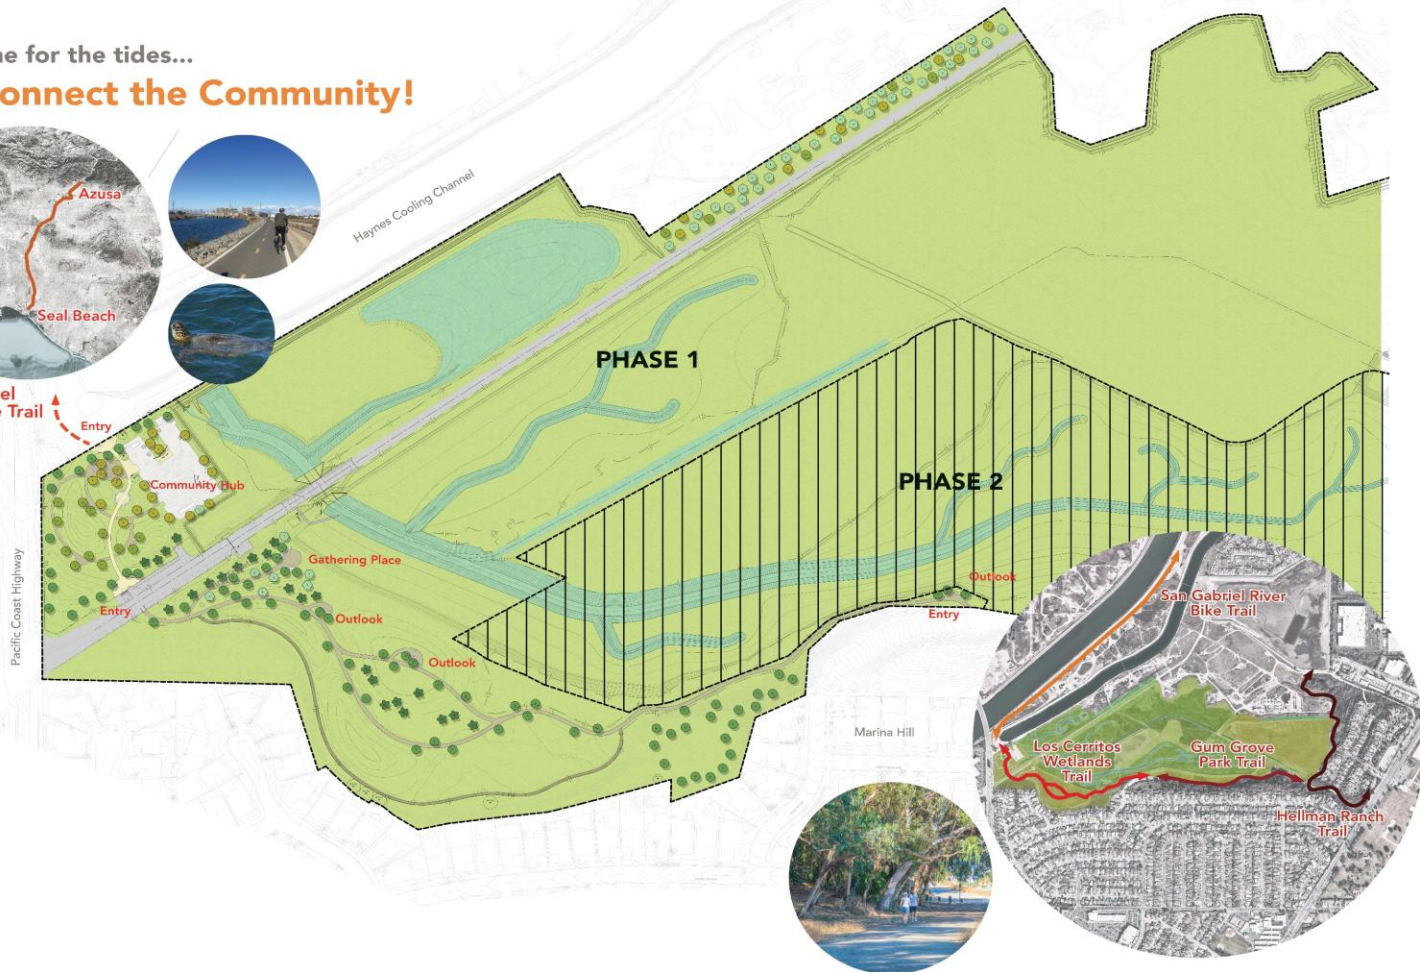 ne for the tides...
onnect the Community!
Azusa
Seal Beach
el
Trail
Entry
Haynes Cooling Channel
Community Hub
PHASE 1
PHASE 2
Gathering Place
Entry
Outlook
Outlook
Outlook
Entry
Pacific Coast Highway
Marina Hill
San Gabriel River
Bike Trail
Los Cerritos
Wetlands
Trail
Gum Grove
Park Trail
Hellman Ranch
Trail